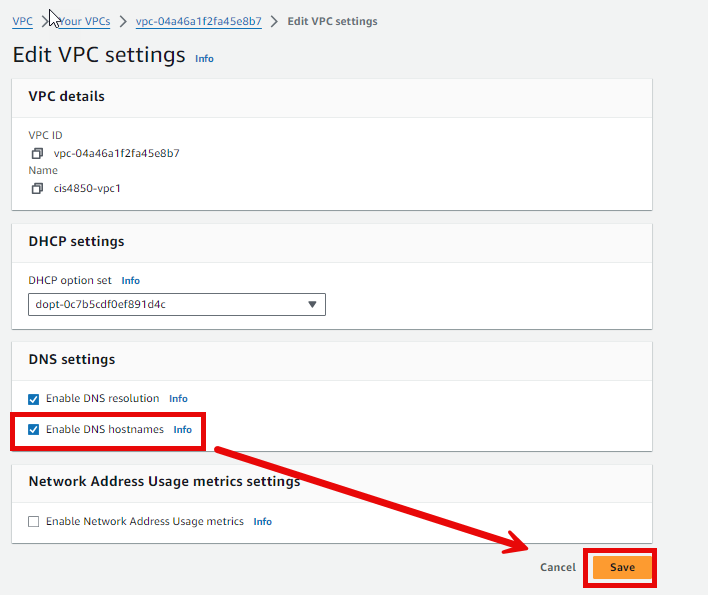 VPC > Your VPCs > vpc-04a46a1f2fa45e8b7 > Edit VPC settings
Edit VPC settings Info
VPC details
VPC ID
vpc-04a46a1f2fa45e8b7
Name
cis4850-vpc1
DHCP settings
DHCP option set Info
dopt-0c7b5cdf0ef891d4c
DNS settings
Enable DNS resolution Info
Enable DNS hostnames Info
Network Address Usage metrics settings
Enable Network Address Usage metrics Info
Cancel Save